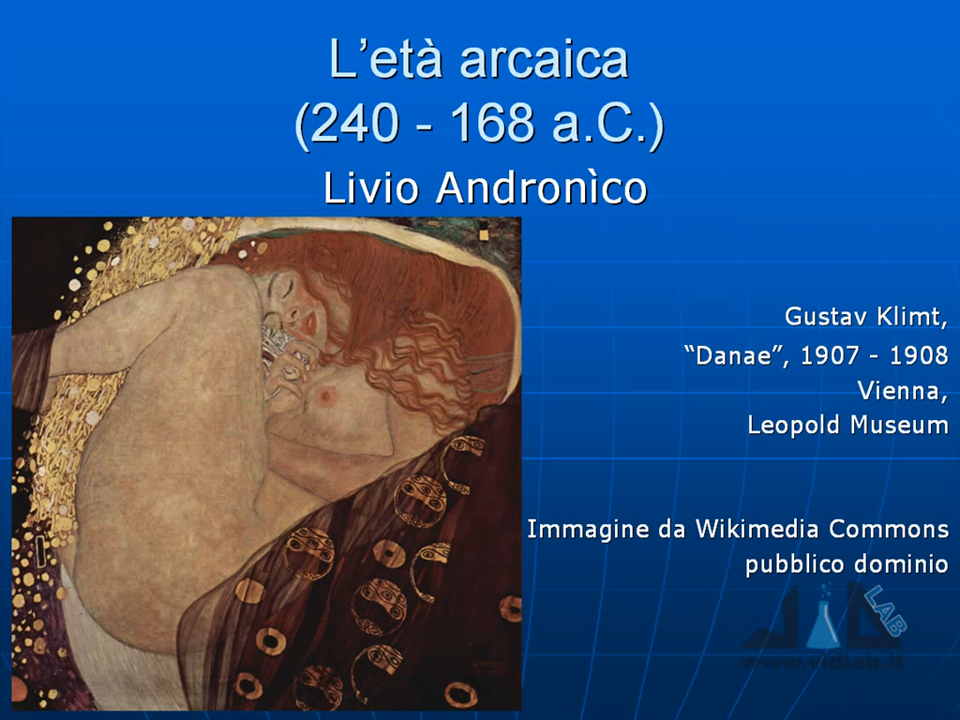 L’età arcaica
(240 - 168 a.C.)
Livio Andronìco
Gustav Klimt,
“Danae”, 1907 - 1908
Vienna,
Leopold Museum
Immagine da Wikimedia Commons
pubblico dominio
LAB
www.vidlab.it